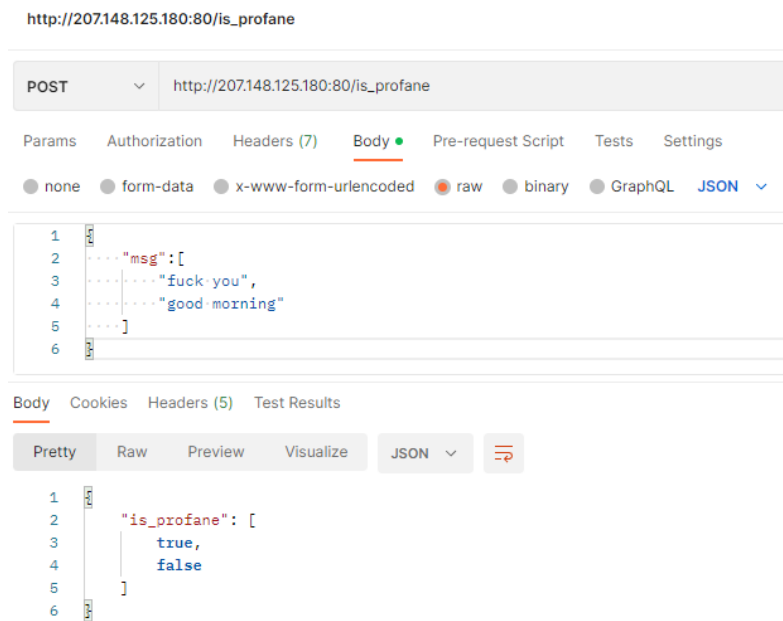 http://207.148.125.180:80/is_profane
POST http://207.148.125.180:80/is_profane
Params Authorization Headers (7) Body Pre-request Script Tests Settings
none form-data x-www-form-urlencoded raw binary GraphQL JSON
1 {
2 "msg":[
3 "fuck you",
4 "good morning"
5 ]
6 }
Body Cookies Headers (5) Test Results
Pretty Raw Preview Visualize JSON
1 {
2 "is_profane": [
3 true,
4 false
5 ]
6 }